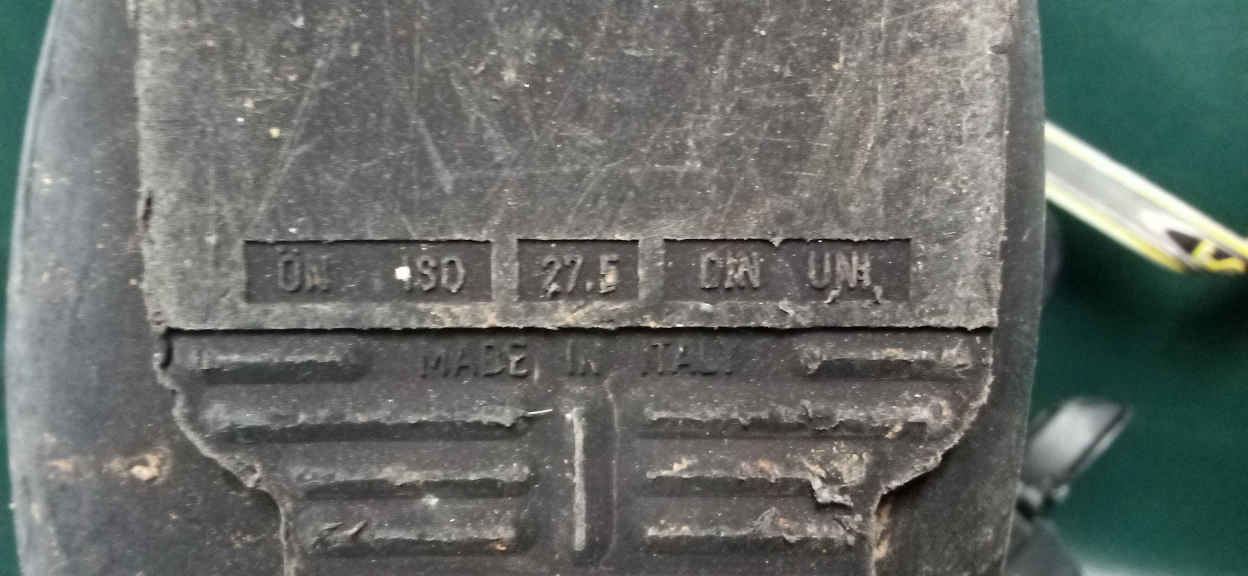 ÖN ISO 27.5 DIN UNI
MADE IN ITALY